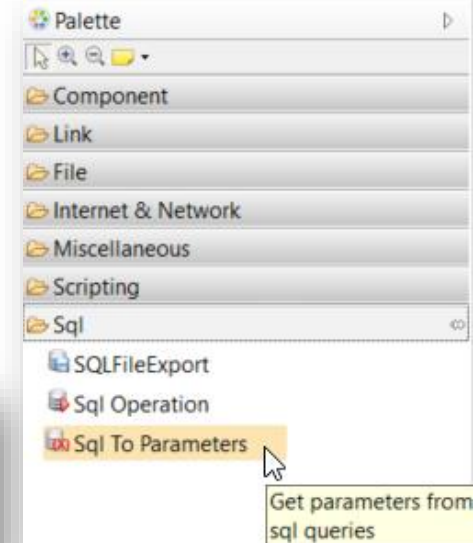 Palette
Component
Link
File
Internet & Network
Miscellaneous
Scripting
Sql
SQLFileExport
Sql Operation
Sql To Parameters
Get parameters from
sql queries